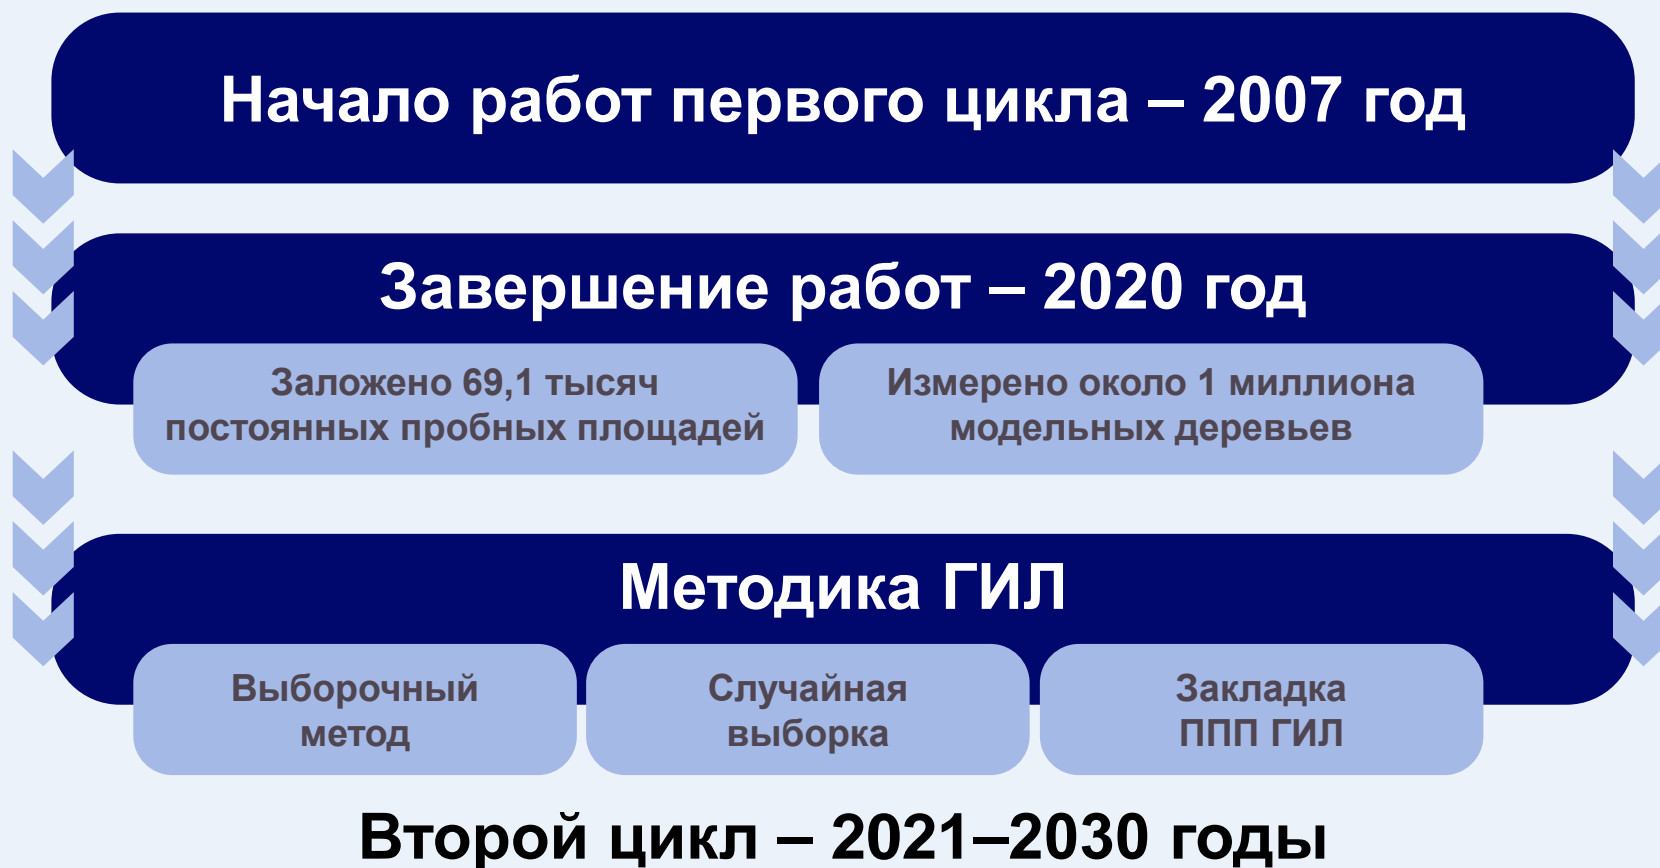 Начало работ первого цикла – 2007 год
Завершение работ – 2020 год
Заложено 69,1 тысяч
постоянных пробных площадей
Измерено около 1 миллиона
модельных деревьев
Методика ГИЛ
Выборочный
метод
Случайная
выборка
Закладка
ППП ГИЛ
Второй цикл – 2021–2030 годы